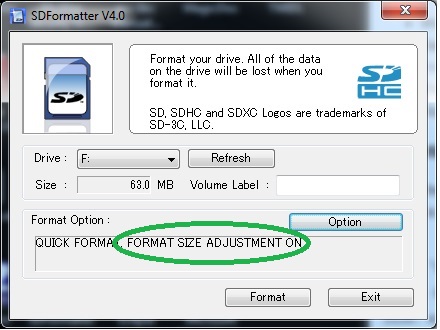 SDFormatter V4.0
Format your drive. All of the data
on the drive will be lost when you
format it.
SD, SDHC and SDXC Logos are trademarks of
SD-3C, LLC.
SD
SD
HC
Drive : F: Refresh
Size : 63.0 MB Volume Label :
Format Option : Option
QUICK FORMAT, FORMAT SIZE ADJUSTMENT ON
Format Exit